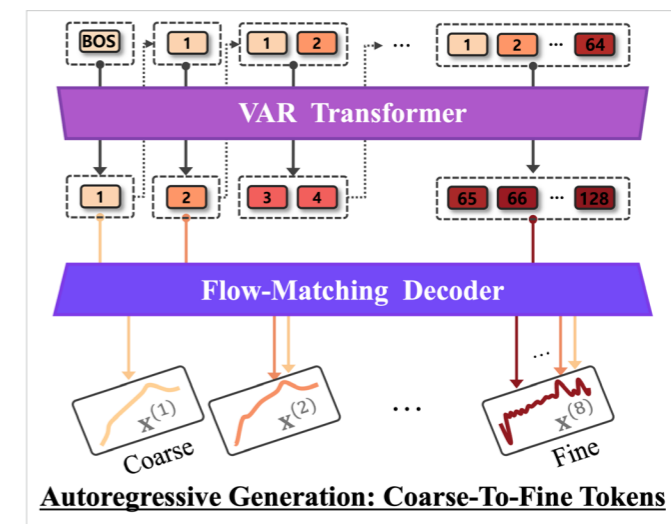 BOS 1 1 2 ... 1 2 ... 64
VAR Transformer
1 2 3 4 65 66 ... 128
Flow-Matching Decoder
...
x(1) x(2) ... x(8)
Coarse Fine
Autoregressive Generation: Coarse-To-Fine Tokens